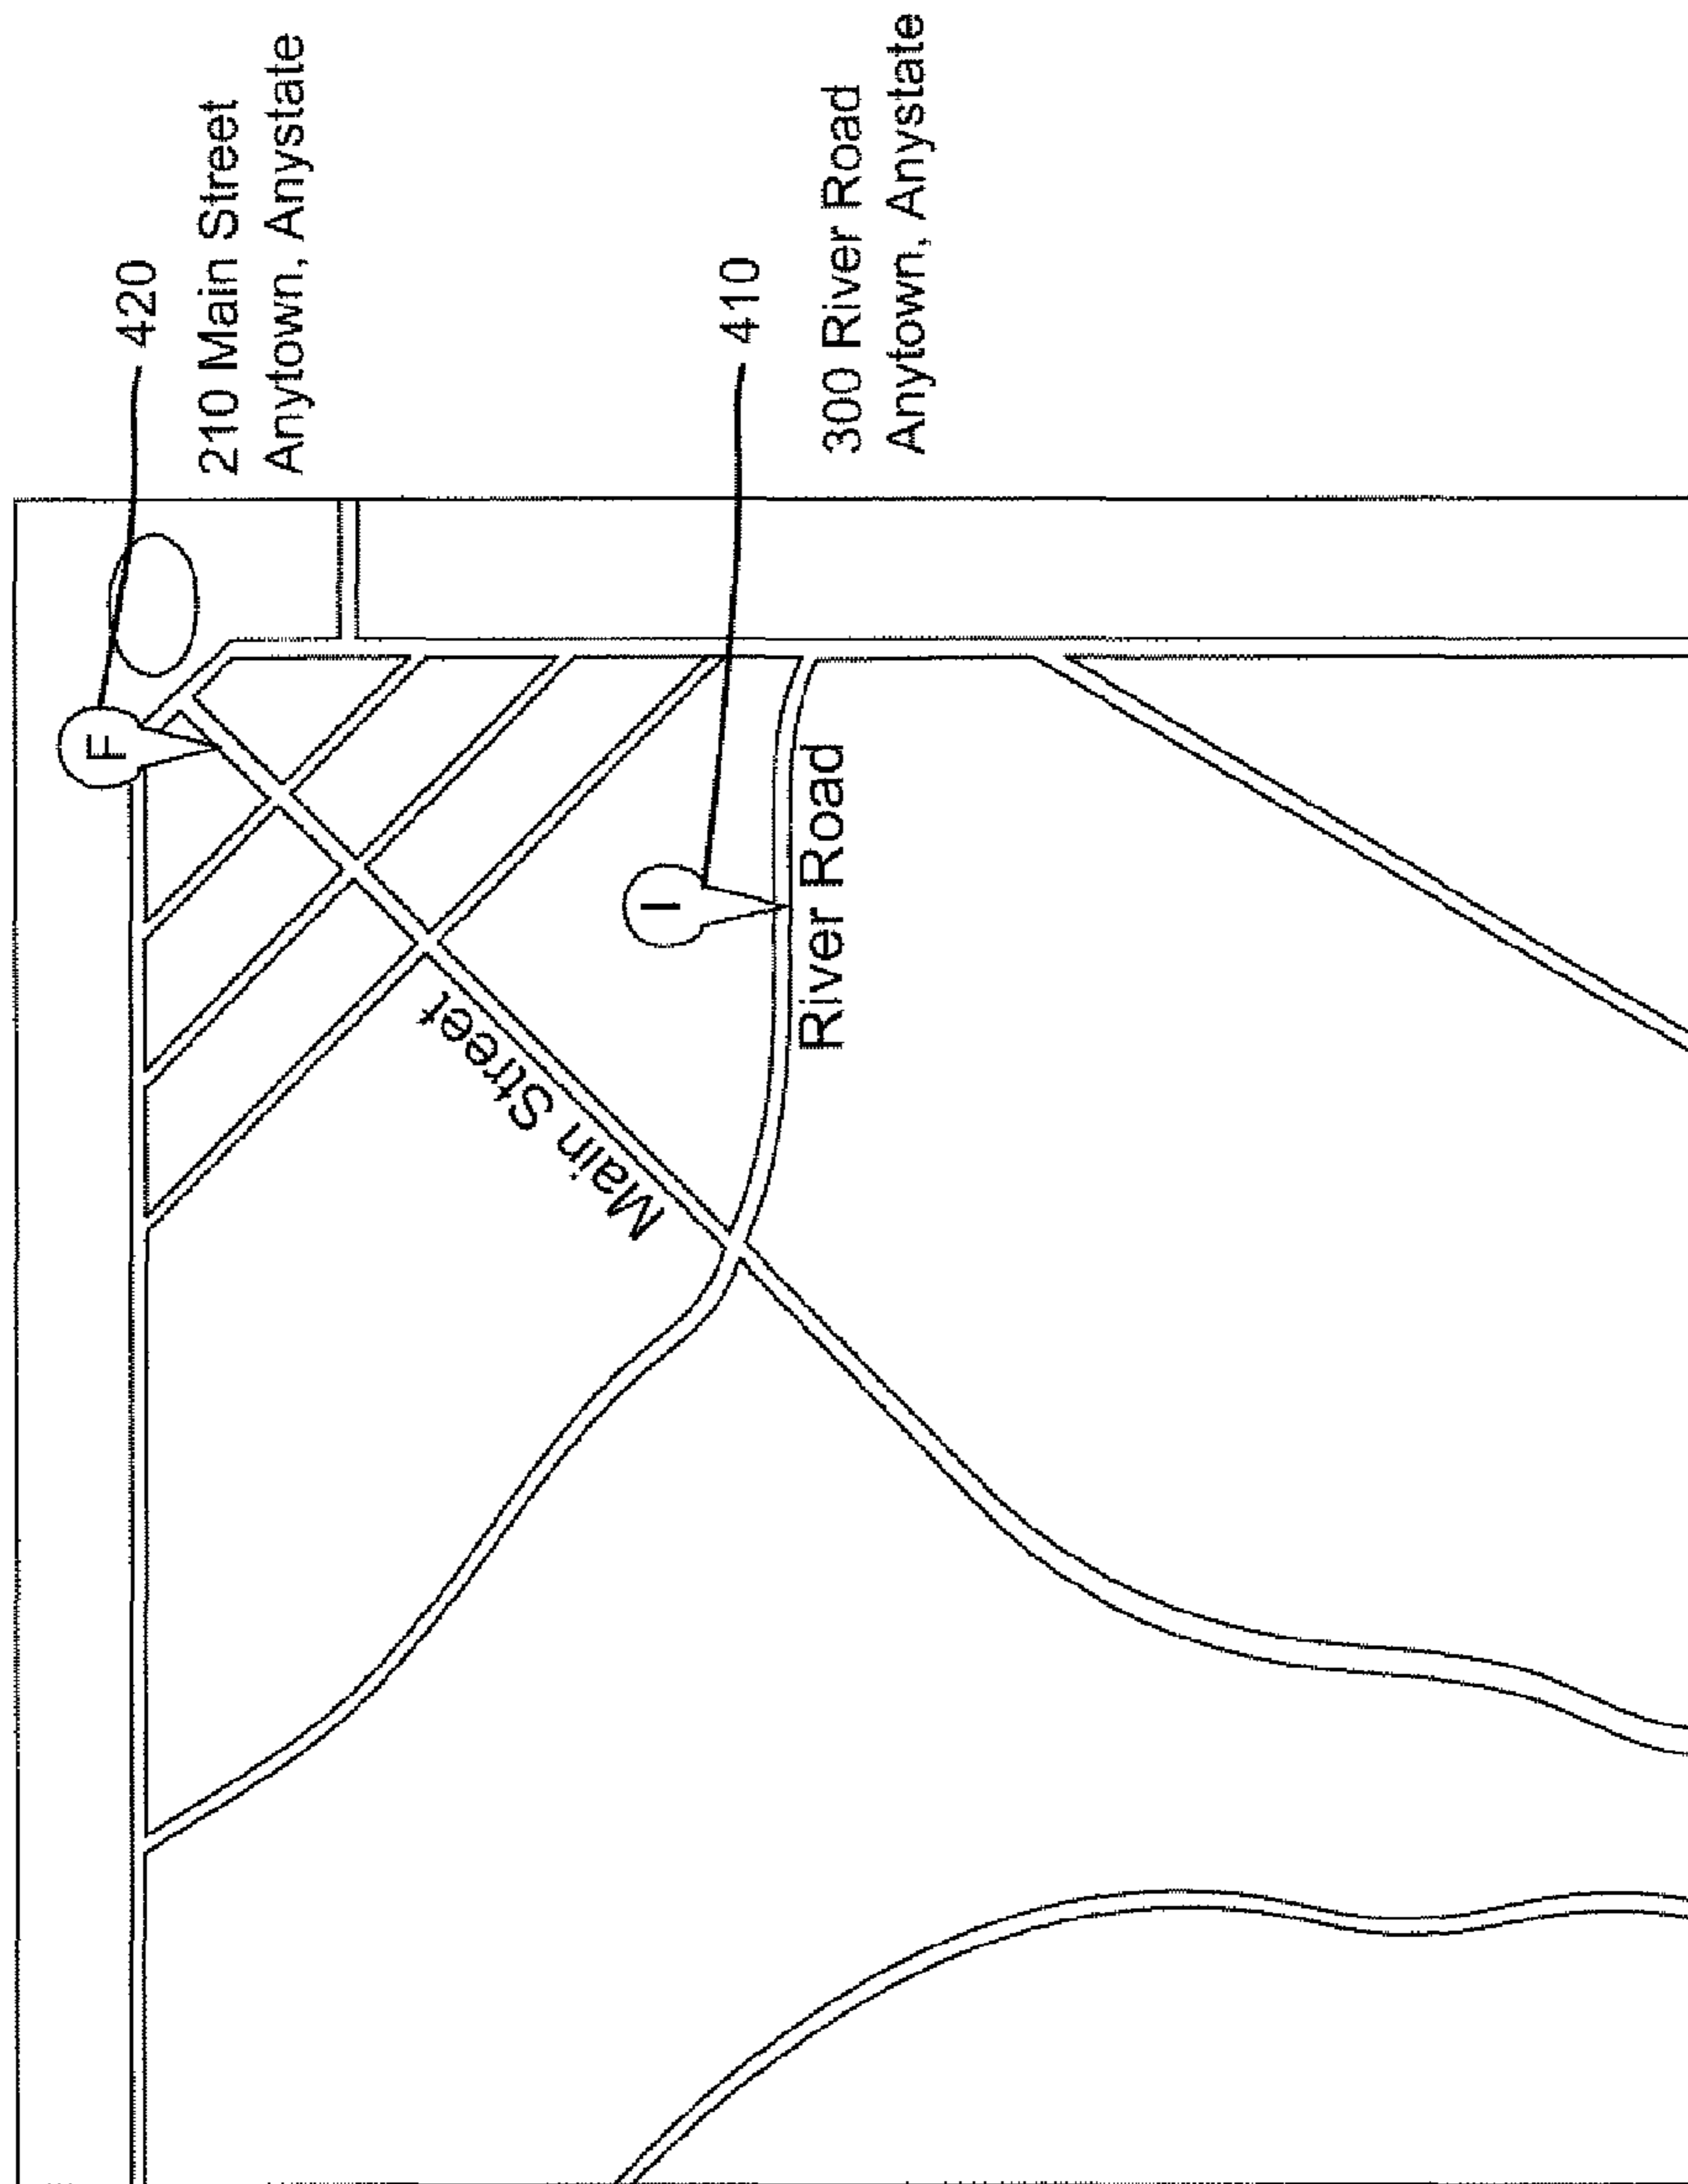 420
210 Main Street
Anytown, Anystate
F
410
300 River Road
Anytown, Anystate
I
Main Street
River Road